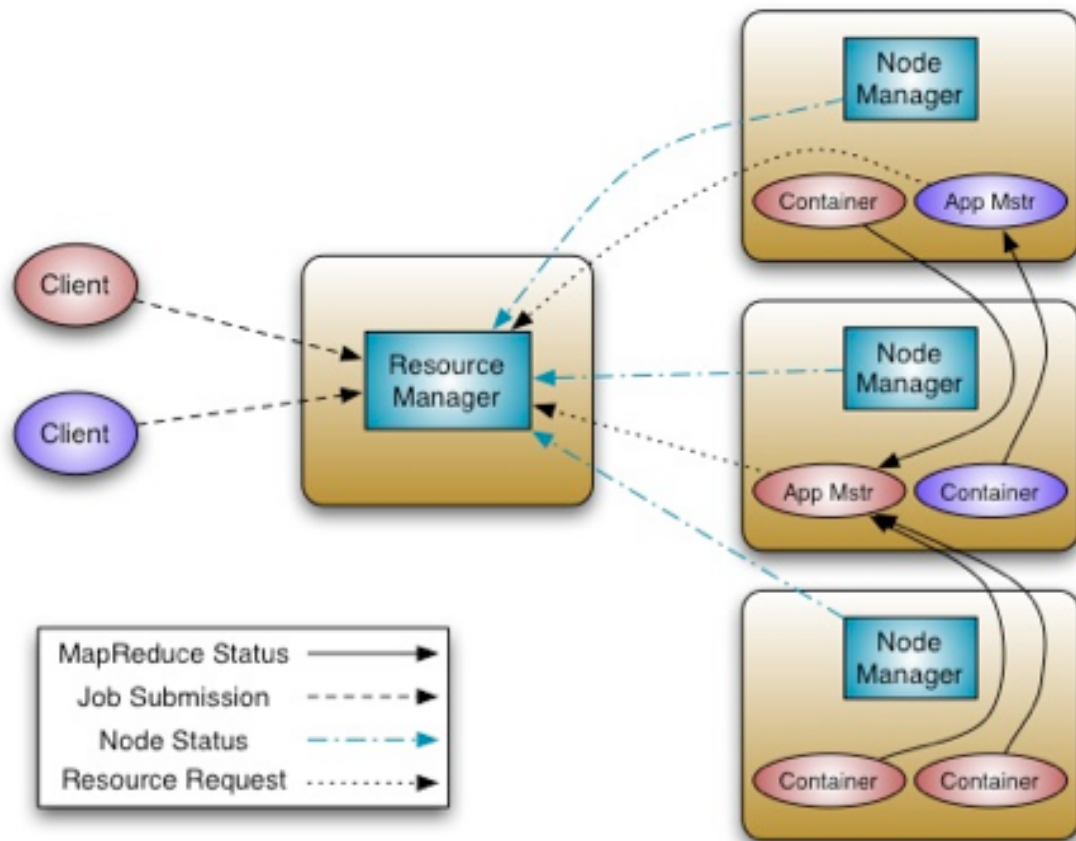 Node
Manager
Container
App Mstr
Client
Client
Resource
Manager
Node
Manager
App Mstr
Container
Node
Manager
Container
Container
MapReduce Status
Job Submission
Node Status
Resource Request